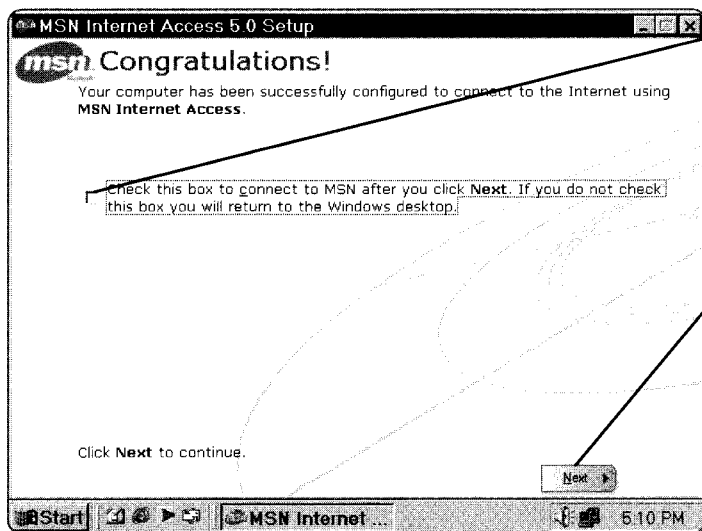 MSN Internet Access 5.0 Setup
msn Congratulations!
Your computer has been successfully configured to connect to the Internet using
MSN Internet Access.
Check this box to connect to MSN after you click Next. If you do not check
this box you will return to the Windows desktop.
Click Next to continue.
Next
Start MSN Internet ... 5:10 PM